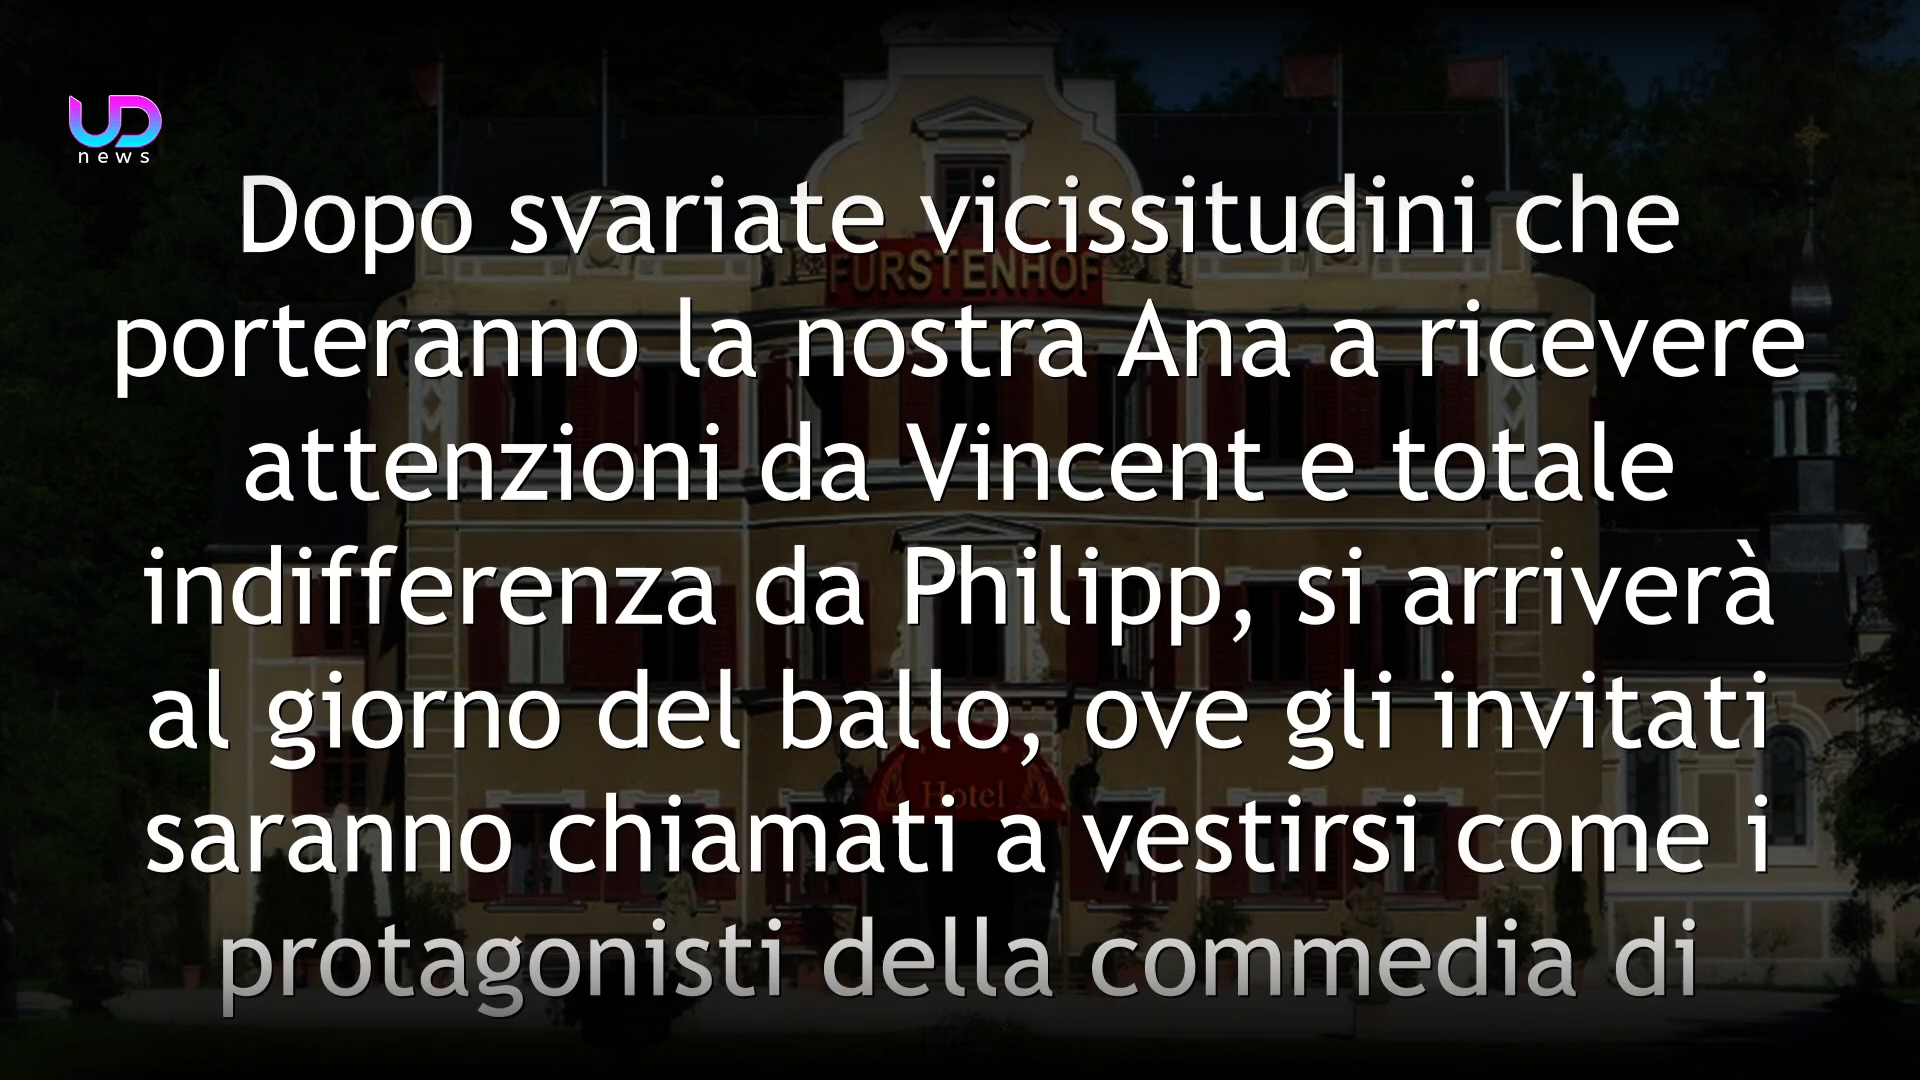 UD
news
Dopo svariate vicissitudini che
FÜRSTENHOF
porteranno la nostra Ana a ricevere
attenzioni da Vincent e totale
indifferenza da Philipp, si arriverà
al giorno del ballo, ove gli invitati
Hotel
saranno chiamati a vestirsi come i
protagonisti della commedia di